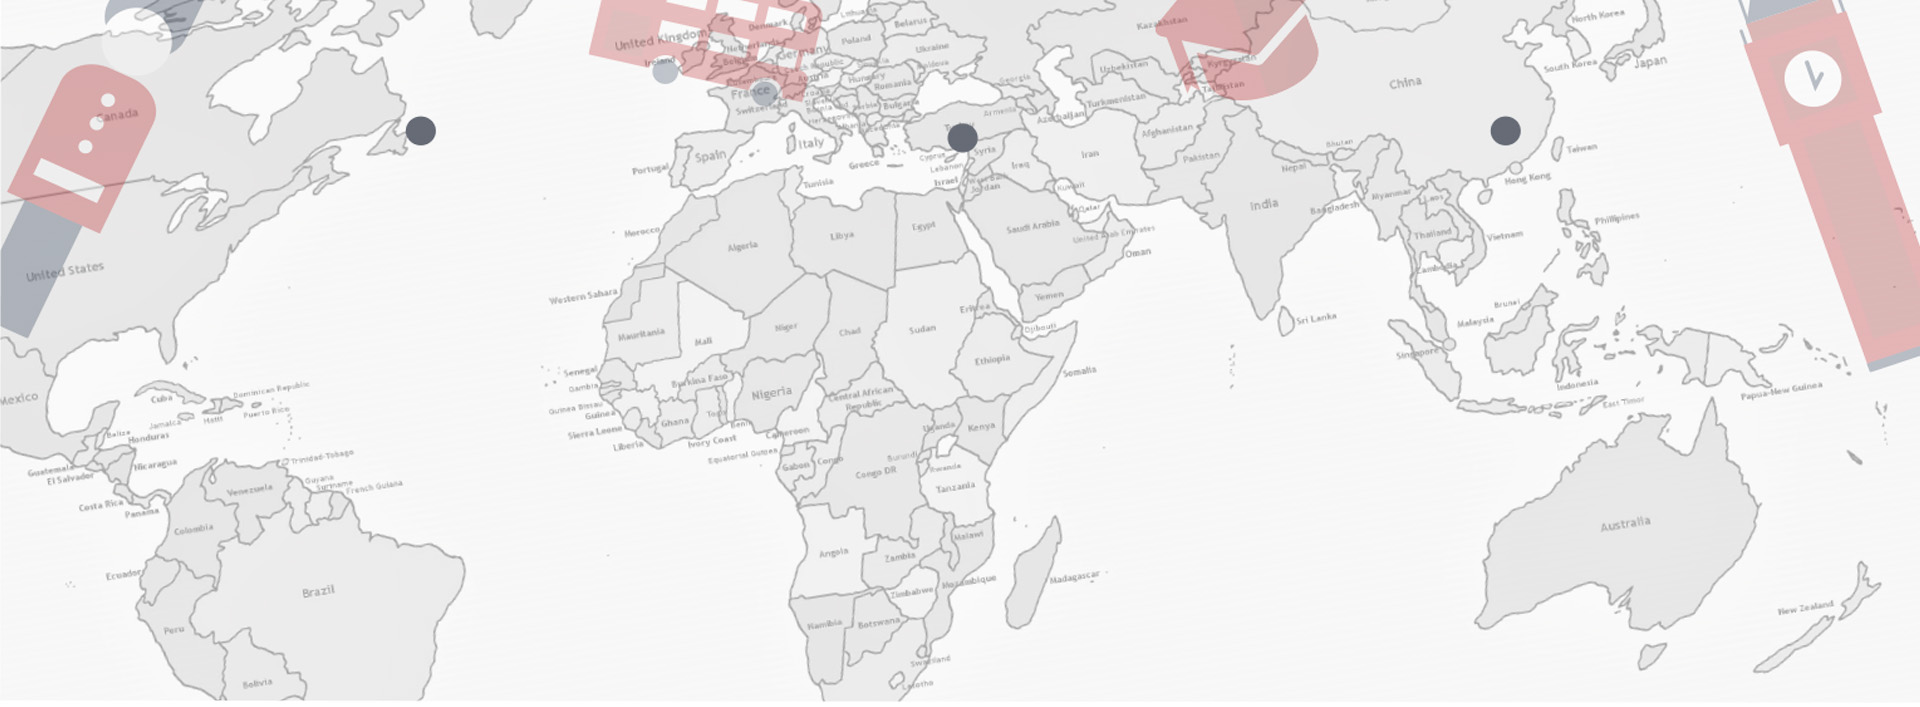 Canada
United States
Mexico
Cuba
Dominican Republic
Jamaica
Haiti
Puerto Rico
Belize
Honduras
Guatemala
El Salvador
Nicaragua
Costa Rica
Panama
Trinidad-Tobago
Venezuela
Guyana
Suriname
French Guiana
Colombia
Ecuador
Brazil
Peru
Bolivia
United Kingdom
Ireland
Denmark
Netherlands
Lithuania
Belarus
Poland
Germany
Ukraine
France
Austria
Hungary
Romania
Moldova
Switzerland
Bulgaria
Georgia
Armenia
Azerbaijan
Portugal
Spain
Italy
Greece
Cyprus
Syria
Lebanon
Israel
Jordan
Iraq
Iran
Kuwait
Qatar
Saudi Arabia
United Arab Emirates
Oman
Yemen
Kazakhstan
Uzbekistan
Kyrgyzstan
Turkmenistan
Tajikistan
Afghanistan
Pakistan
India
Nepal
Bhutan
Bangladesh
Sri Lanka
China
North Korea
South Korea
Japan
Taiwan
Hong Kong
Myanmar
Laos
Thailand
Vietnam
Cambodia
Phillipines
Brunei
Malaysia
Singapore
Indonesia
East Timor
Papua-New Guinea
Australia
New Zealand
Tunisia
Morocco
Algeria
Libya
Egypt
Western Sahara
Mauritania
Mali
Niger
Chad
Sudan
Eritrea
Djibouti
Ethiopia
Somalia
Senegal
Gambia
Guinea Bissau
Guinea
Sierra Leone
Liberia
Burkina Faso
Ghana
Togo
Benin
Ivory Coast
Nigeria
Cameroon
Central African
Republic
Equatorial Guinea
Gabon
Congo
Congo DR
Uganda
Kenya
Burundi
Rwanda
Tanzania
Angola
Zambia
Malawi
Mozambique
Zimbabwe
Madagascar
Namibia
Botswana
Swaziland
Lesotho